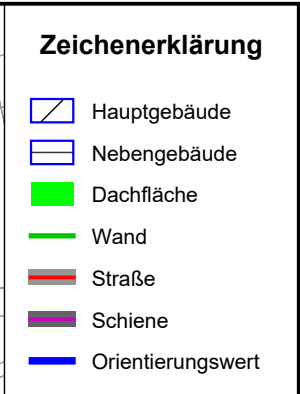 Zeichenerklärung
Hauptgebäude
Nebengebäude
Dachfläche
Wand
Straße
Schiene
Orientierungswert